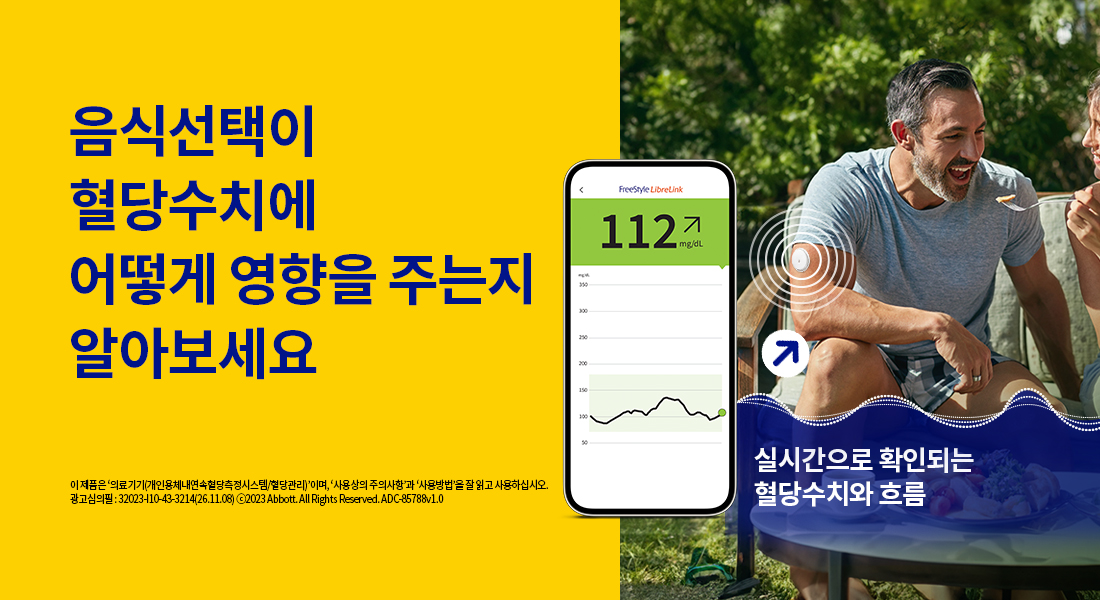 음식선택이
혈당수치에
어떻게 영향을 주는지
알아보세요
이 제품은 '의료기기(개인용체내연속혈당측정시스템/혈당관리)'이며, '사용상의 주의사항'과 '사용방법'을 잘 읽고 사용하십시오.
광고심의필 : 32023-I10-43-3214(26.11.08) ⓒ2023 Abbott. All Rights Reserved. ADC-85788v1.0
FreeStyle LibreLink
112
mg/dL
mg/dL
350
300
250
200
150
100
50
실시간으로 확인되는
혈당수치와 흐름